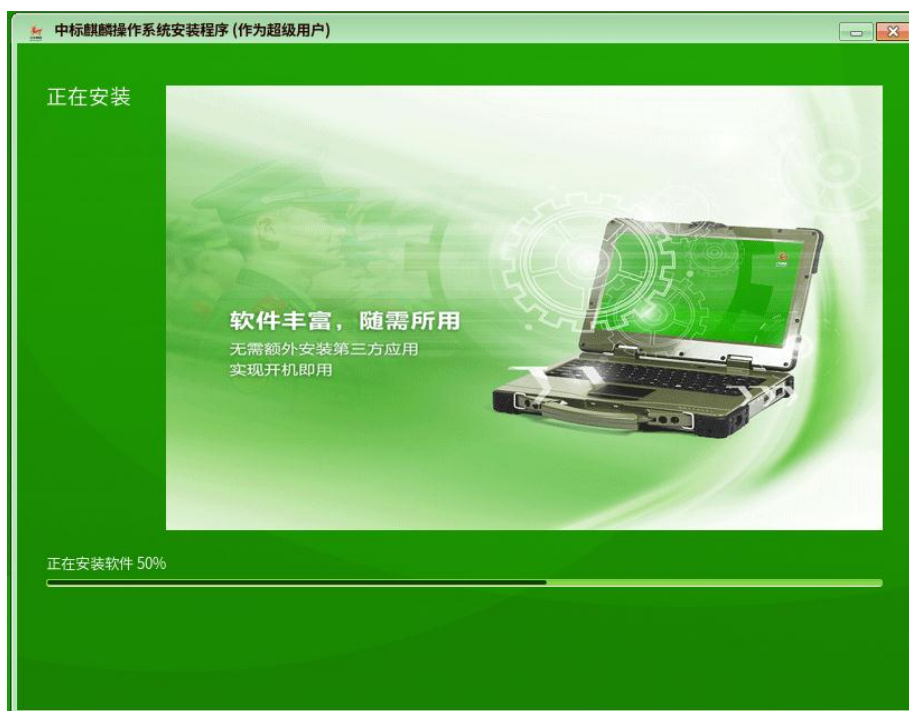 中标麒麟操作系统安装程序 (作为超级用户)
正在安装
软件丰富，随需所用
无需额外安装第三方应用
实现开机即用
正在安装软件 50%